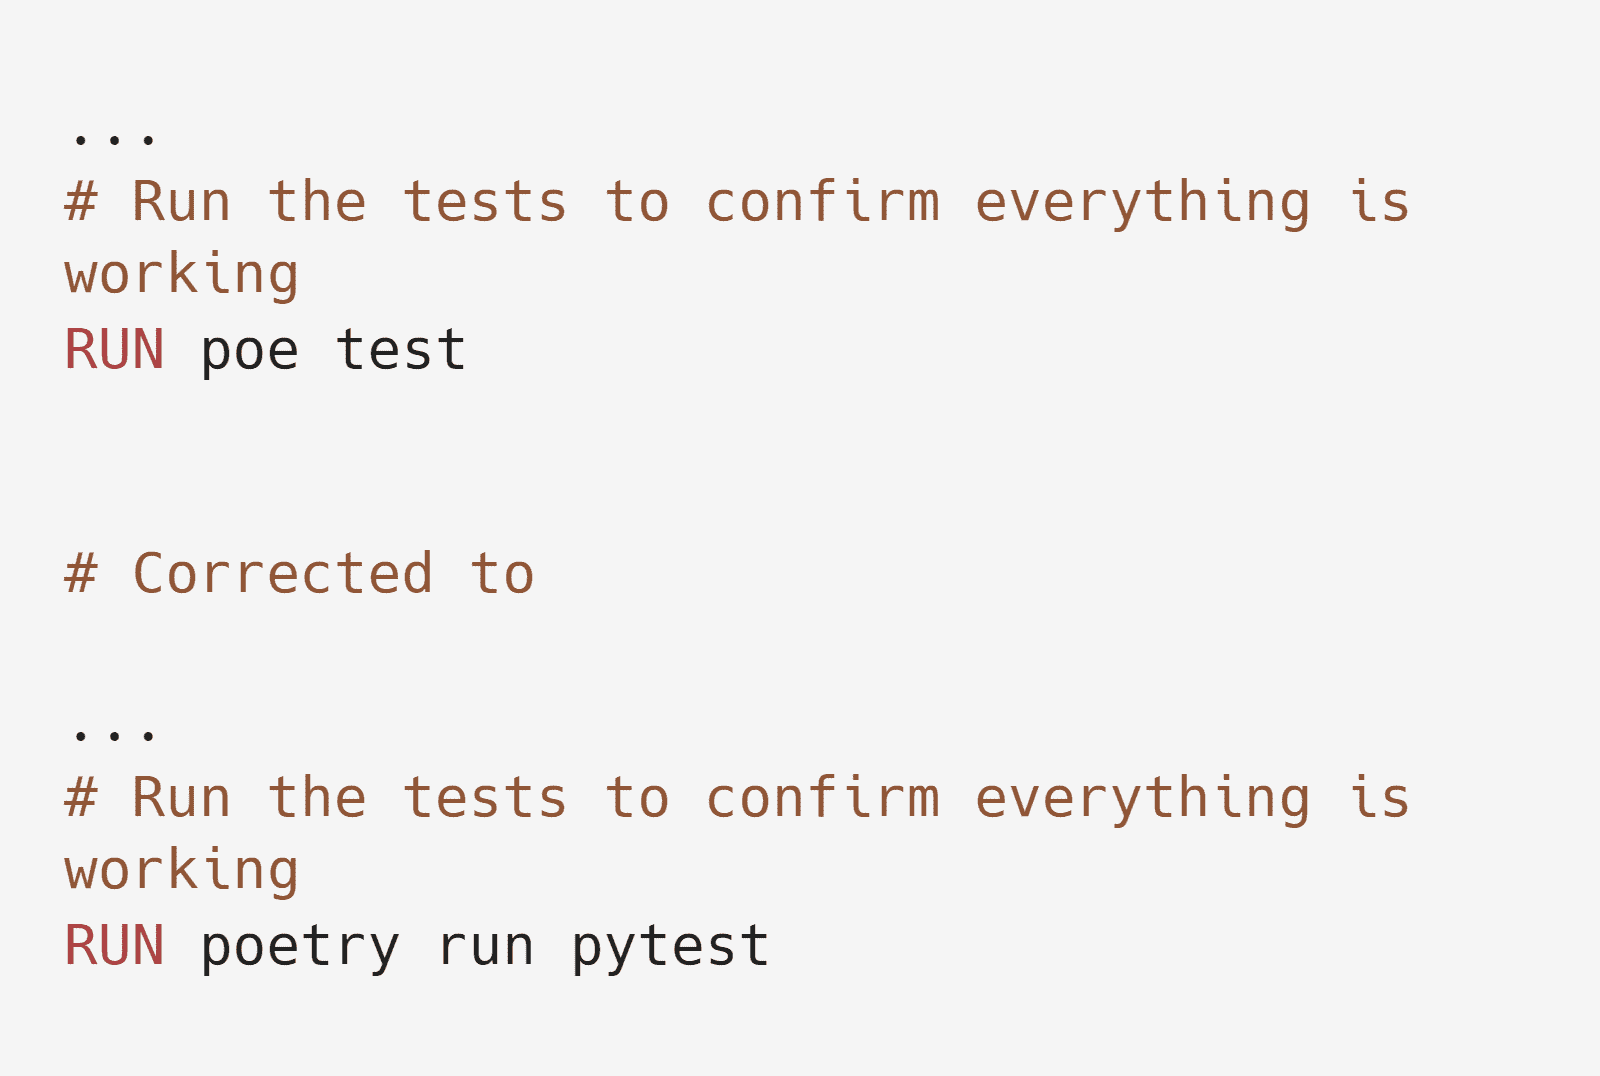 ...
# Run the tests to confirm everything is
working
RUN poe test
# Corrected to
...
# Run the tests to confirm everything is
working
RUN poetry run pytest